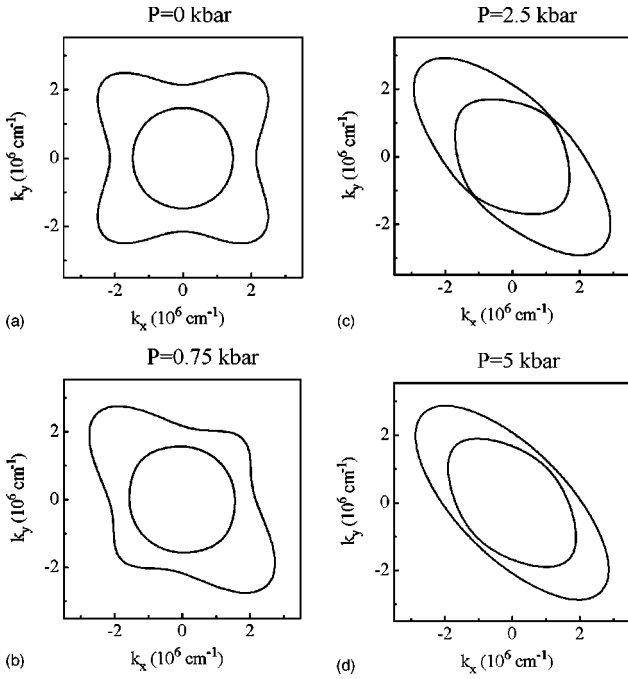 P=0 kbar
2
0
-2
k_y (10^6 cm^-1)
-2 0 2
k_x (10^6 cm^-1)
(a)
P=0.75 kbar
2
0
-2
k_y (10^6 cm^-1)
-2 0 2
k_x (10^6 cm^-1)
(b)
P=2.5 kbar
2
0
-2
k_y (10^6 cm^-1)
-2 0 2
k_x (10^6 cm^-1)
(c)
P=5 kbar
2
0
-2
k_y (10^6 cm^-1)
-2 0 2
k_x (10^6 cm^-1)
(d)